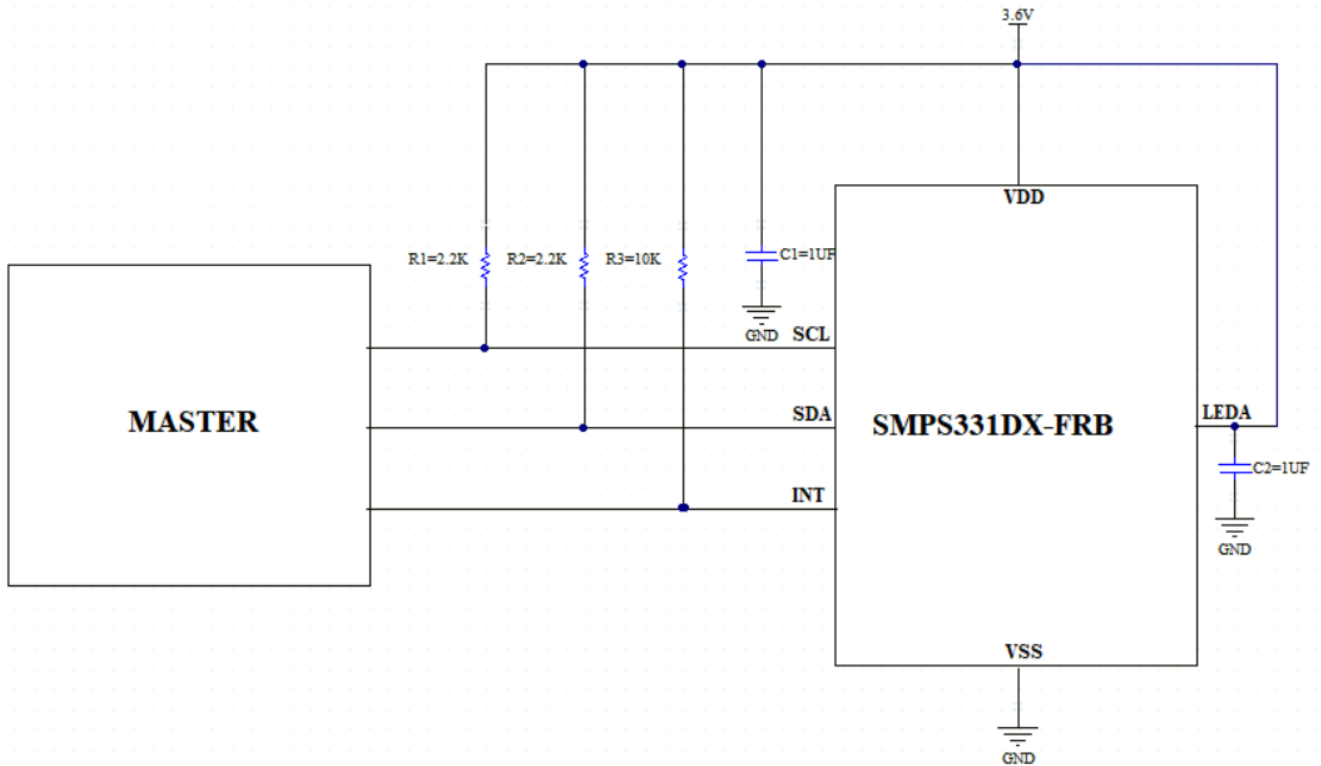 3.6V
VDD
R1=2.2K
R2=2.2K
R3=10K
C1=1UF
GND
SCL
MASTER
SDA
SMPS331DX-FRB
LEDA
C2=1UF
INT
GND
VSS
GND